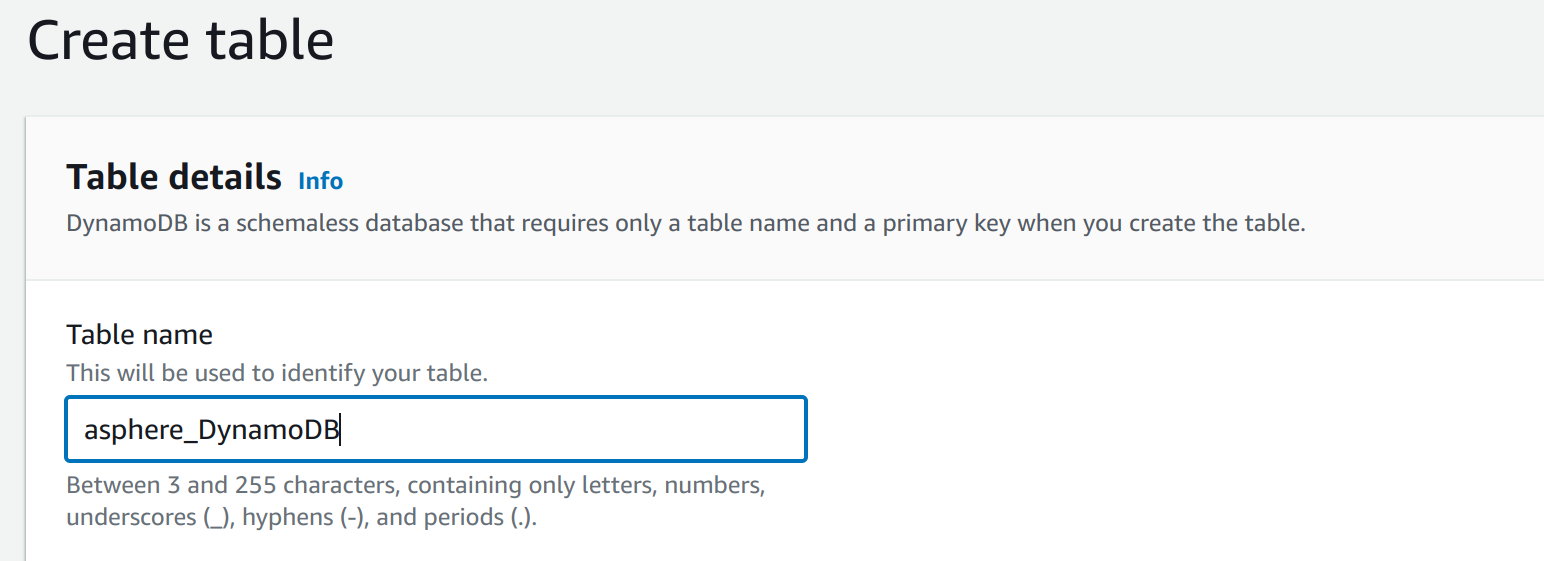 Create table
Table details Info
DynamoDB is a schemaless database that requires only a table name and a primary key when you create the table.
Table name
This will be used to identify your table.
asphere_DynamoDB
Between 3 and 255 characters, containing only letters, numbers,
underscores (_), hyphens (-), and periods (.).